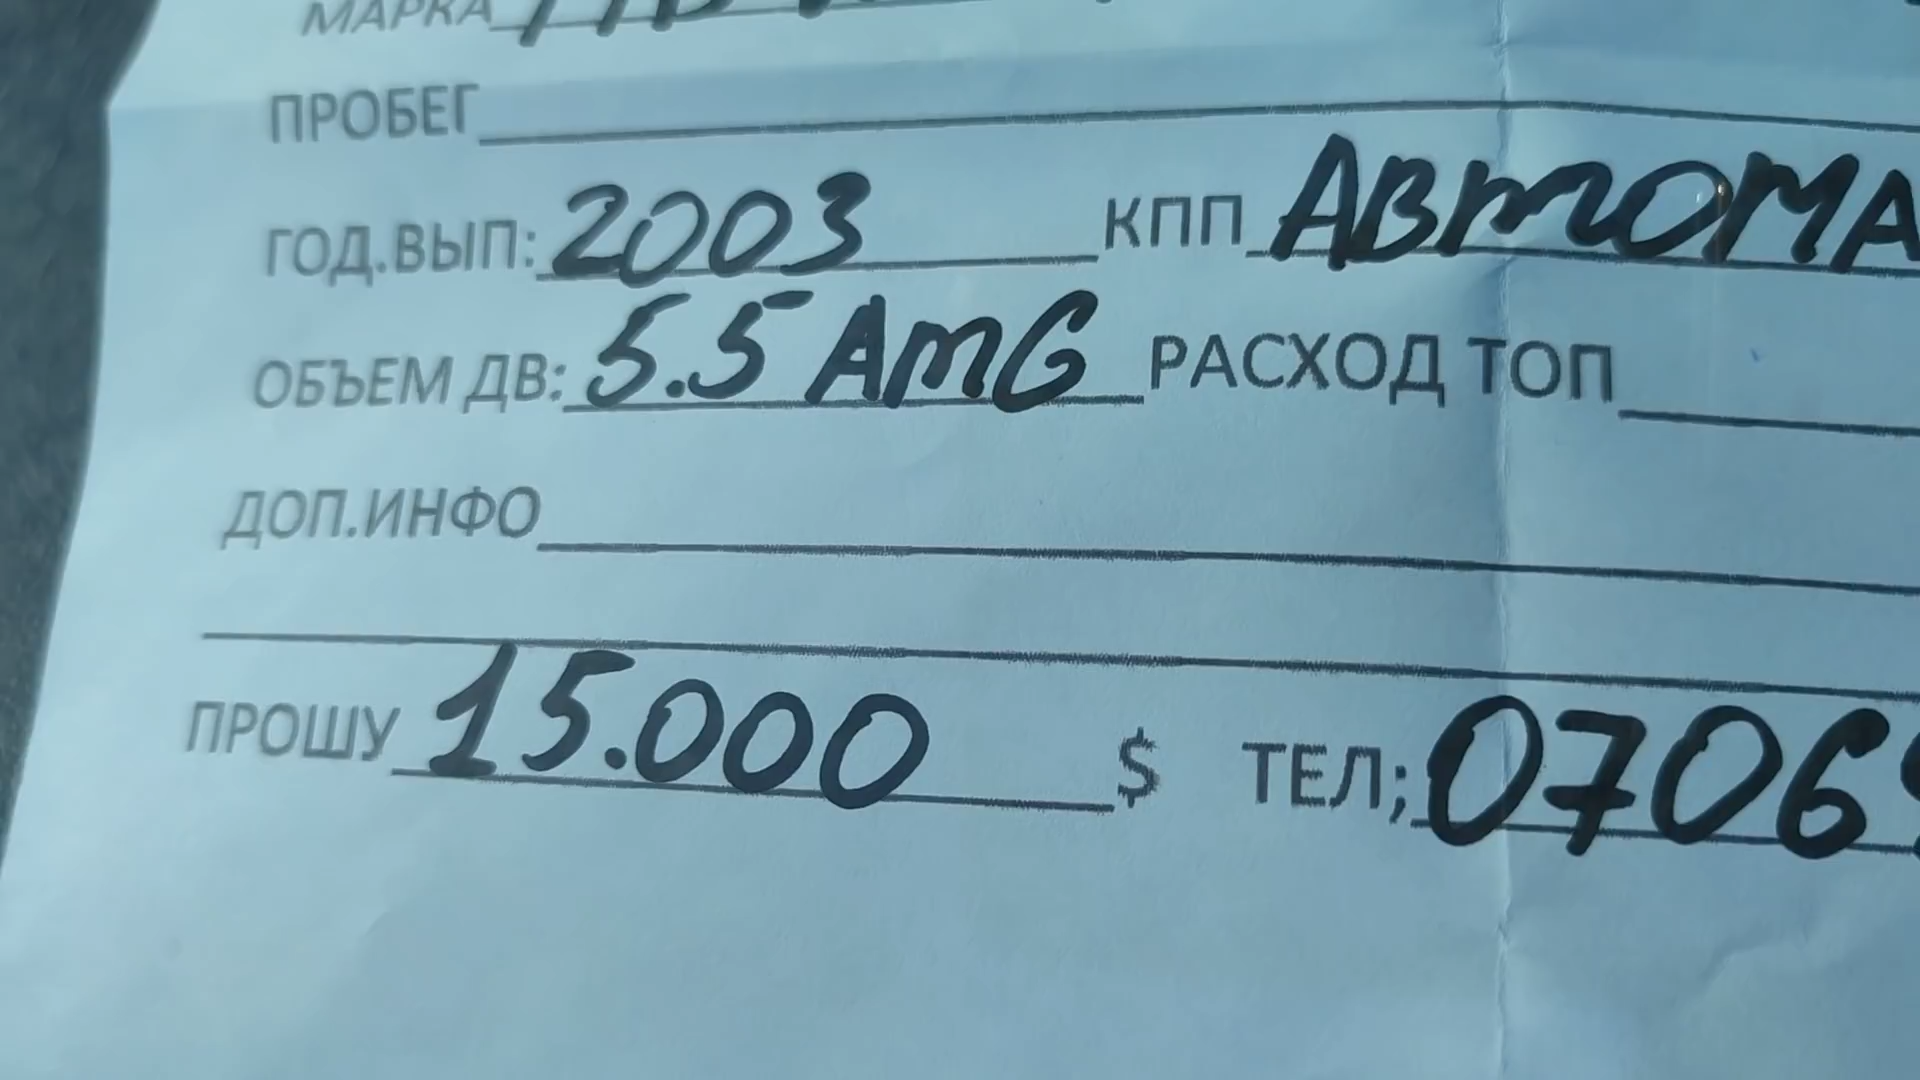 МАРКА
ПРОБЕГ
ГОД.ВЫП: 2003 КПП АВТОМА
ОБЪЕМ ДВ: 5.5 AMG РАСХОД ТОП
ДОП.ИНФО
ПРОШУ 15.000 $ ТЕЛ; 0706